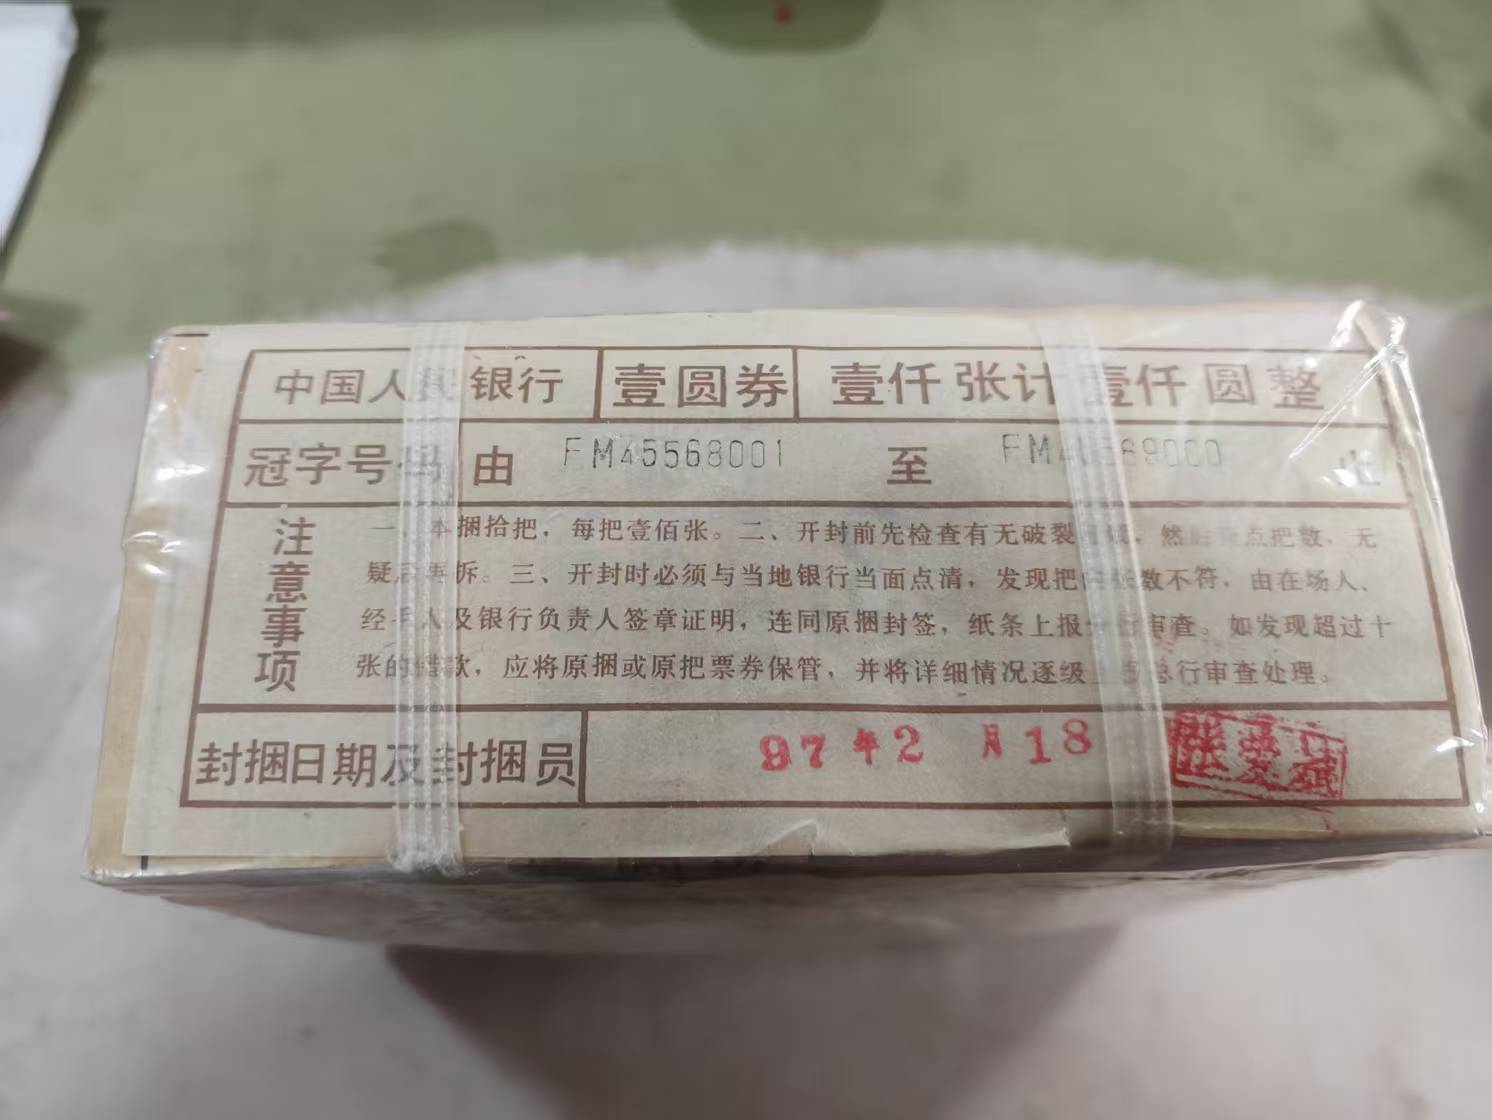 中国人民银行 壹圆券 壹仟张计壹仟圆整
冠字号码 由 FM45568001 至 止
注意事项
一、本捆拾把，每把壹佰张。二、开封前先检查有无破裂 然后 点把数，无
疑后再拆。三、开封时必须与当地银行当面点清，发现把 张数不符，由在场人、
经手人及银行负责人签章证明，连同原捆封签，纸条上报 审查。如发现超过十
张的 款，应将原捆或原把票券保管，并将详细情况逐级上 总行审查处理。
封捆日期及封捆员 97年2月18 张